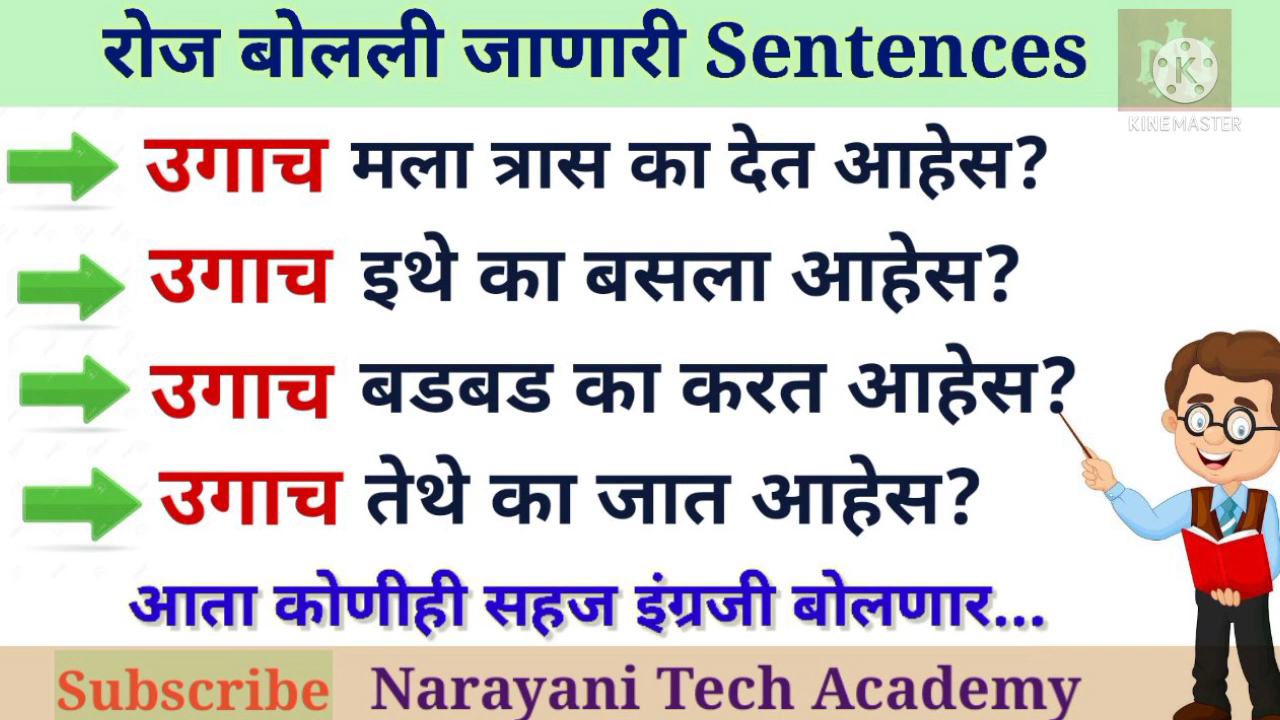 रोज बोलली जाणारी Sentences
KINEMASTER
उगाच मला त्रास का देत आहेस?
उगाच इथे का बसला आहेस?
उगाच बडबड का करत आहेस?
उगाच तेथे का जात आहेस?
आता कोणीही सहज इंग्रजी बोलणार...
Subscribe Narayani Tech Academy